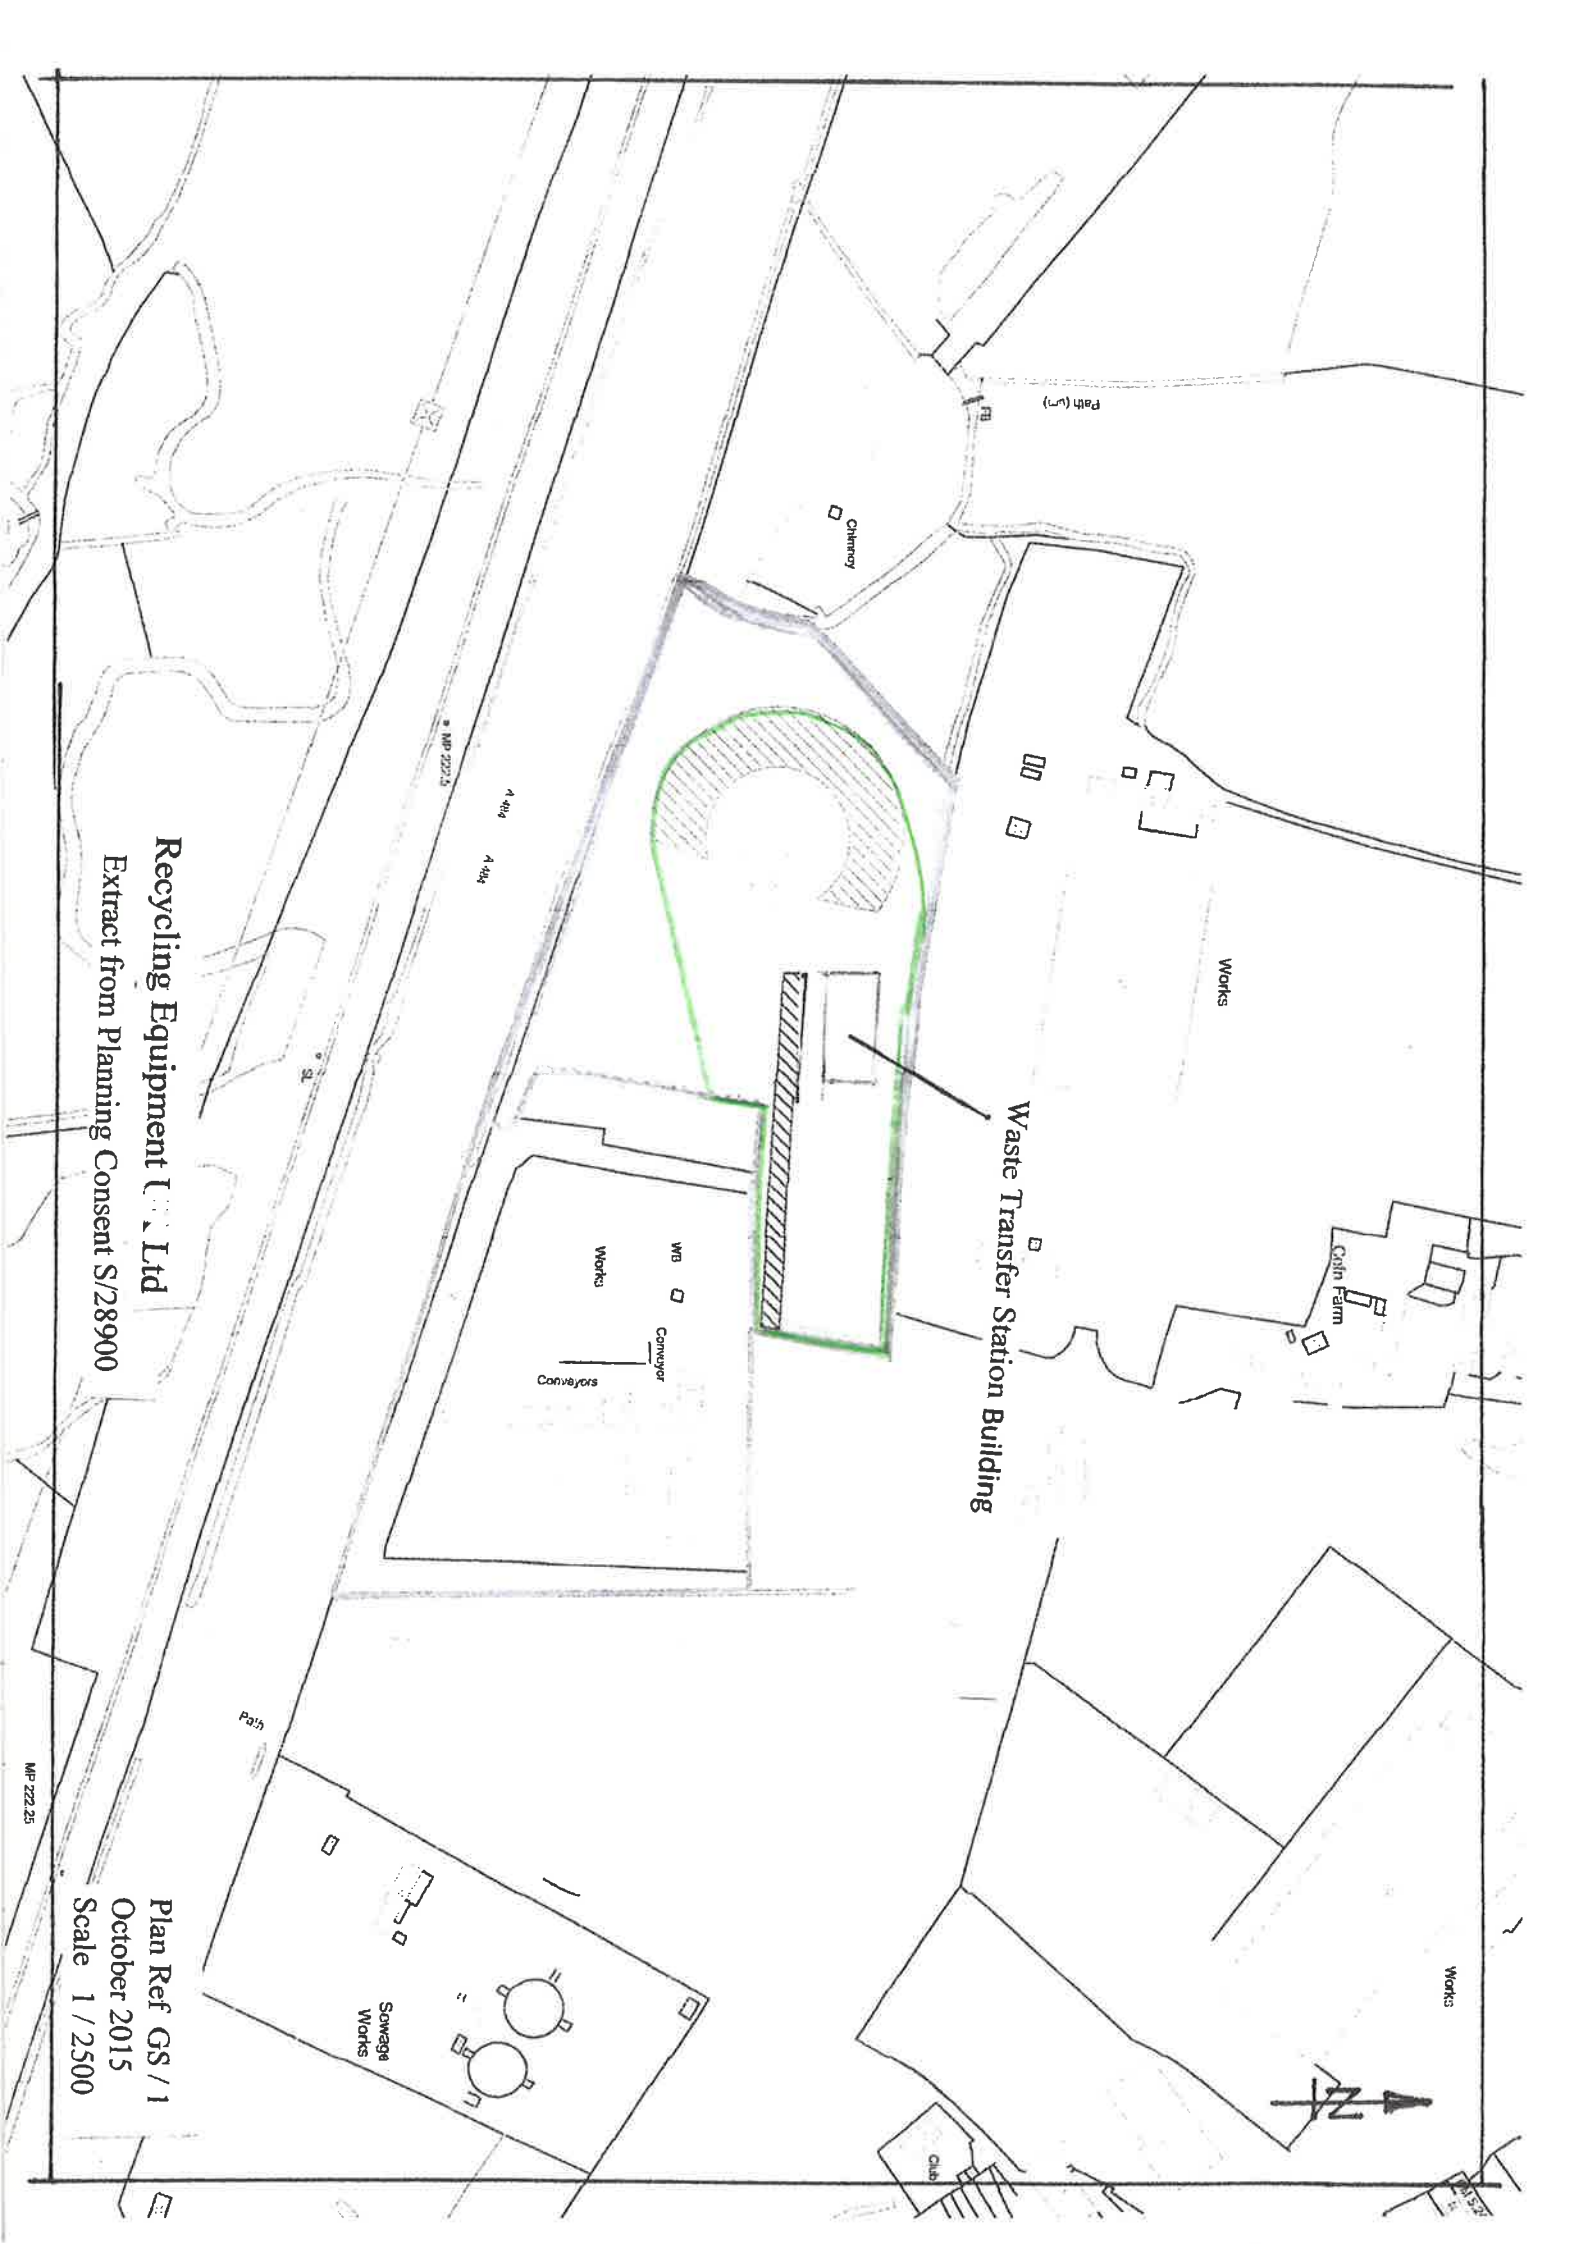 Works
Coln Farm
Works
Waste Transfer Station Building
Path (um)
FB
Chimney
WB
Conveyor
Works
Conveyors
Club
A 484
A 484
MP 222.5
SL
Sewage
Works
Path
Recycling Equipment Ltd
Extract from Planning Consent S/28900
Plan Ref GS / 1
October 2015
Scale 1 / 2500
MP 222.25
N